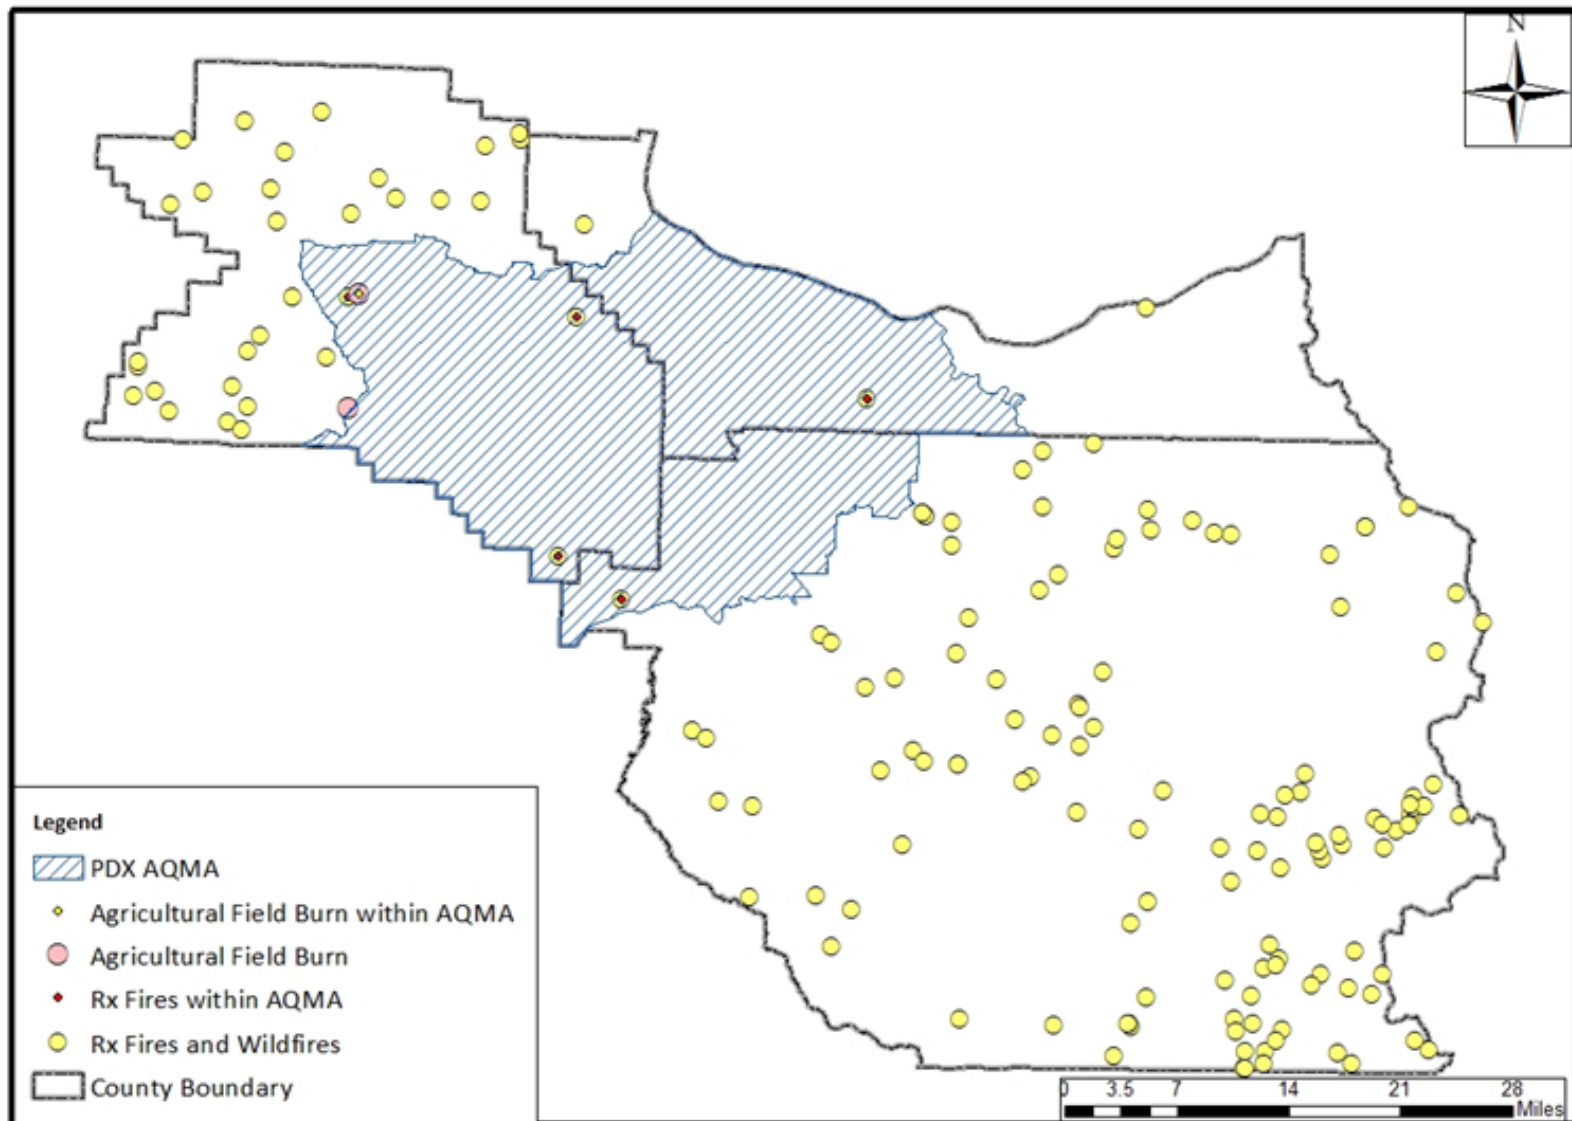 N
Legend
PDX AQMA
Agricultural Field Burn within AQMA
Agricultural Field Burn
Rx Fires within AQMA
Rx Fires and Wildfires
County Boundary
0 3.5 7 14 21 28
Miles